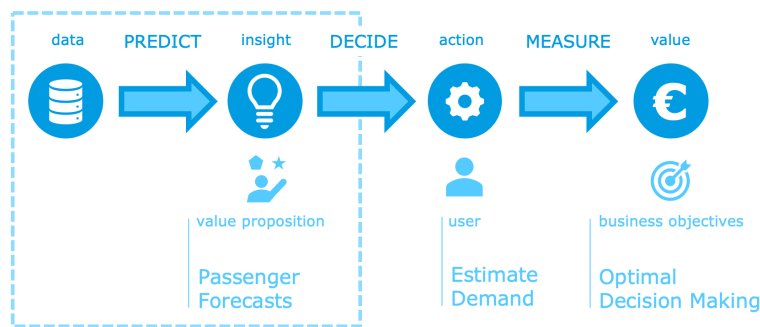 data PREDICT insight DECIDE action MEASURE value
€
value proposition user business objectives
Passenger
Forecasts
Estimate
Demand
Optimal
Decision Making